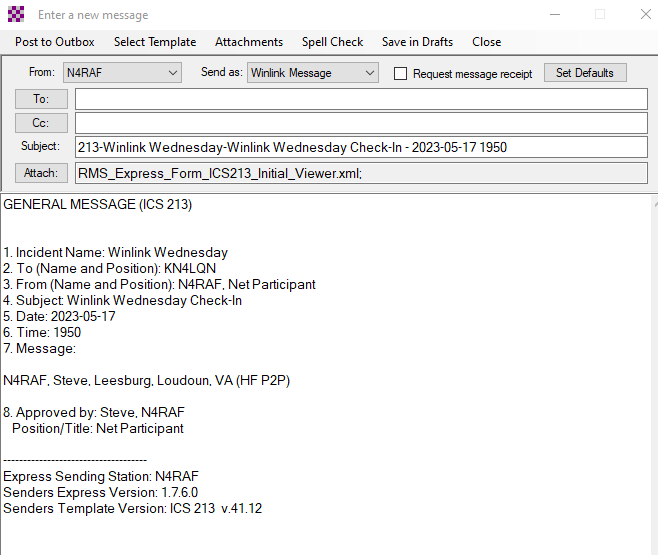 Enter a new message
Post to Outbox Select Template Attachments Spell Check Save in Drafts Close
From: N4RAF Send as: Winlink Message Request message receipt Set Defaults
To:
Cc:
Subject: 213-Winlink Wednesday-Winlink Wednesday Check-In - 2023-05-17 1950
Attach: RMS_Express_Form_ICS213_Initial_Viewer.xml;
GENERAL MESSAGE (ICS 213)
1. Incident Name: Winlink Wednesday
2. To (Name and Position): KN4LQN
3. From (Name and Position): N4RAF, Net Participant
4. Subject: Winlink Wednesday Check-In
5. Date: 2023-05-17
6. Time: 1950
7. Message:
N4RAF, Steve, Leesburg, Loudoun, VA (HF P2P)
8. Approved by: Steve, N4RAF
Position/Title: Net Participant
------------------------------------
Express Sending Station: N4RAF
Senders Express Version: 1.7.6.0
Senders Template Version: ICS 213 v.41.12